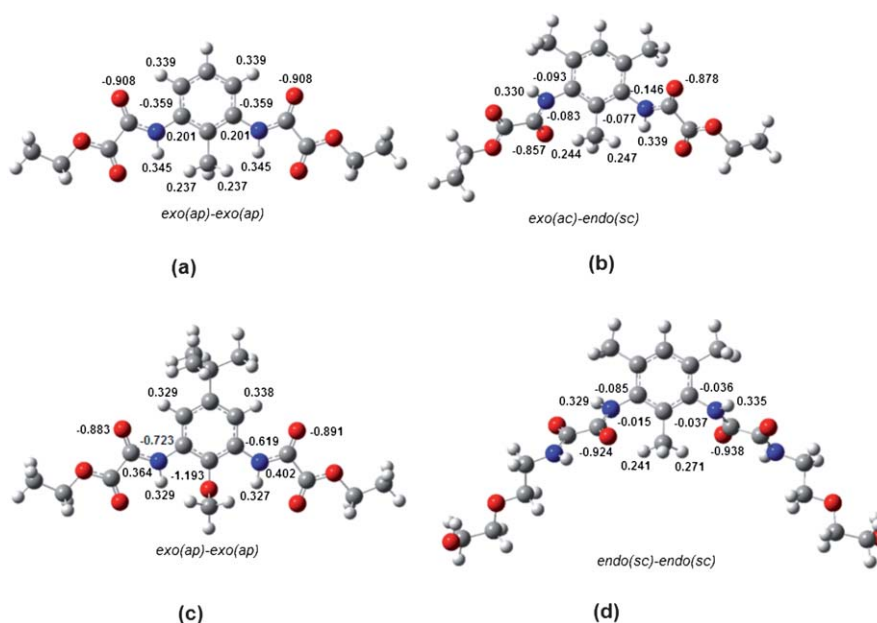 0.339 0.339
-0.908 -0.908
-0.359 -0.359
0.201 0.201
0.345 0.345
0.237 0.237
exo(ap)-exo(ap)
(a)
-0.878
-0.093 -0.146
0.330
-0.083 -0.077
-0.857 0.339
0.244 0.247
exo(ac)-endo(sc)
(b)
0.329 0.338
-0.883 -0.891
-0.723 -0.619
0.364 -1.193 0.402
0.329 0.327
exo(ap)-exo(ap)
(c)
-0.085 -0.036
0.329 0.335
-0.015 -0.037
-0.924 -0.938
0.241 0.271
endo(sc)-endo(sc)
(d)